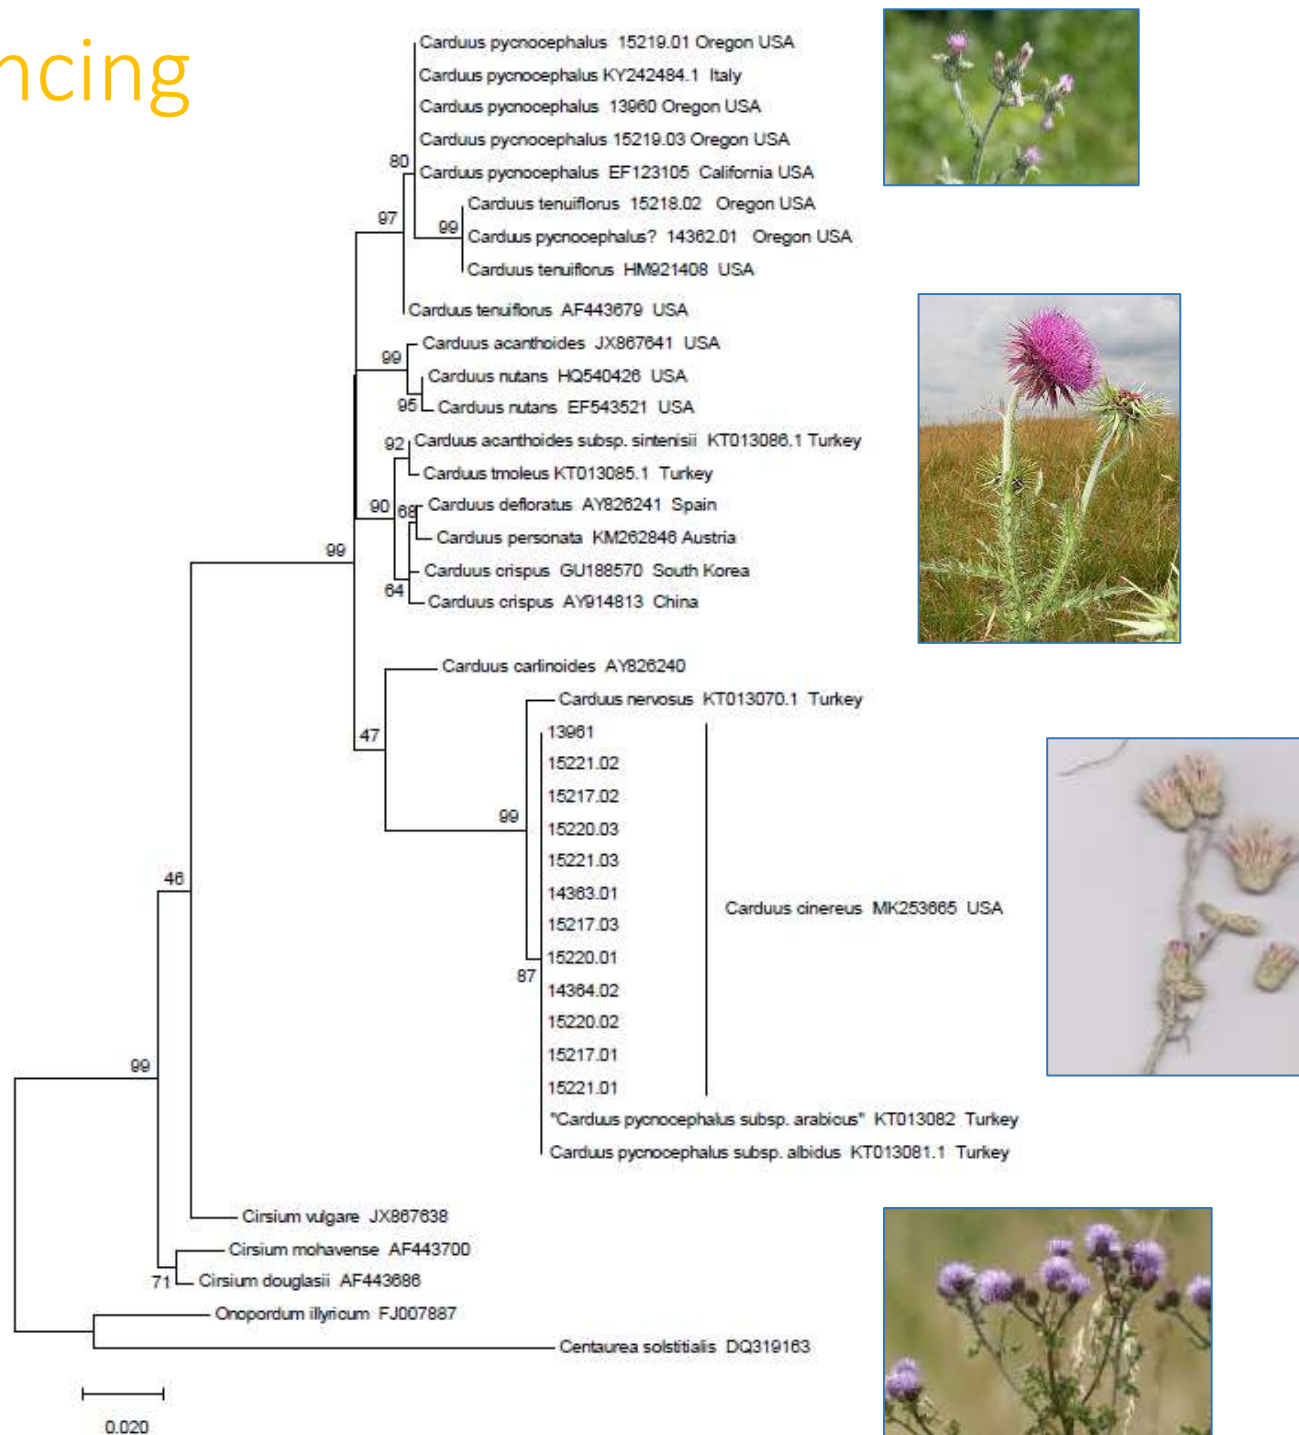 ncing
Carduus pycnocephalus 15219.01 Oregon USA
Carduus pycnocephalus KY242484.1 Italy
Carduus pycnocephalus 13960 Oregon USA
Carduus pycnocephalus 15219.03 Oregon USA
80
Carduus pycnocephalus EF123105 California USA
Carduus tenuiflorus 15218.02 Oregon USA
97
99
Carduus pycnocephalus? 14362.01 Oregon USA
Carduus tenuiflorus HM921408 USA
Carduus tenuiflorus AF443679 USA
Carduus acanthoides JX867641 USA
99
Carduus nutans HQ540426 USA
95
Carduus nutans EF543521 USA
92
Carduus acanthoides subsp. sintenisii KT013086.1 Turkey
Carduus tmoleus KT013085.1 Turkey
90
68
Carduus defloratus AY826241 Spain
Carduus personata KM262846 Austria
99
Carduus crispus GU188570 South Korea
64
Carduus crispus AY914813 China
Carduus carlinoides AY826240
Carduus nervosus KT013070.1 Turkey
47
13961
15221.02
15217.02
99
15220.03
15221.03
46
14363.01
Carduus cinereus MK253665 USA
15217.03
15220.01
87
14364.02
15220.02
99
15217.01
15221.01
"Carduus pycnocephalus subsp. arabicus" KT013082 Turkey
Carduus pycnocephalus subsp. albidus KT013081.1 Turkey
Cirsium vulgare JX867638
Cirsium mohavense AF443700
71
Cirsium douglasii AF443686
Onopordum illyricum FJ007887
Centaurea solstitialis DQ319163
0.020